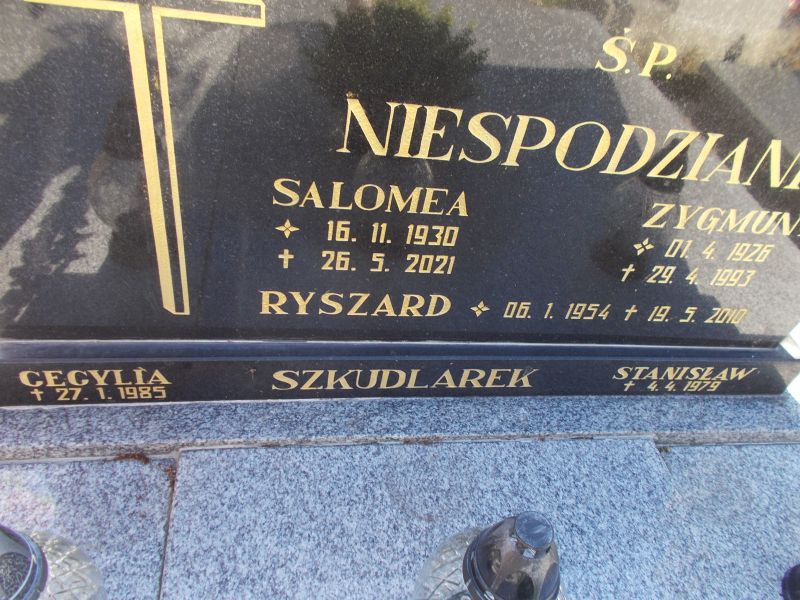 Ś.P.
NIESPODZIAN
SALOMEA
16. 11. 1930
† 26. 5. 2021
ZYGMUN
01. 4. 1926
† 29. 4. 1993
RYSZARD 06. 1. 1954 † 19. 5. 2010
CECYLIA
† 27. 1. 1985
SZKUDLAREK
STANISŁAW
† 4. 4. 1979